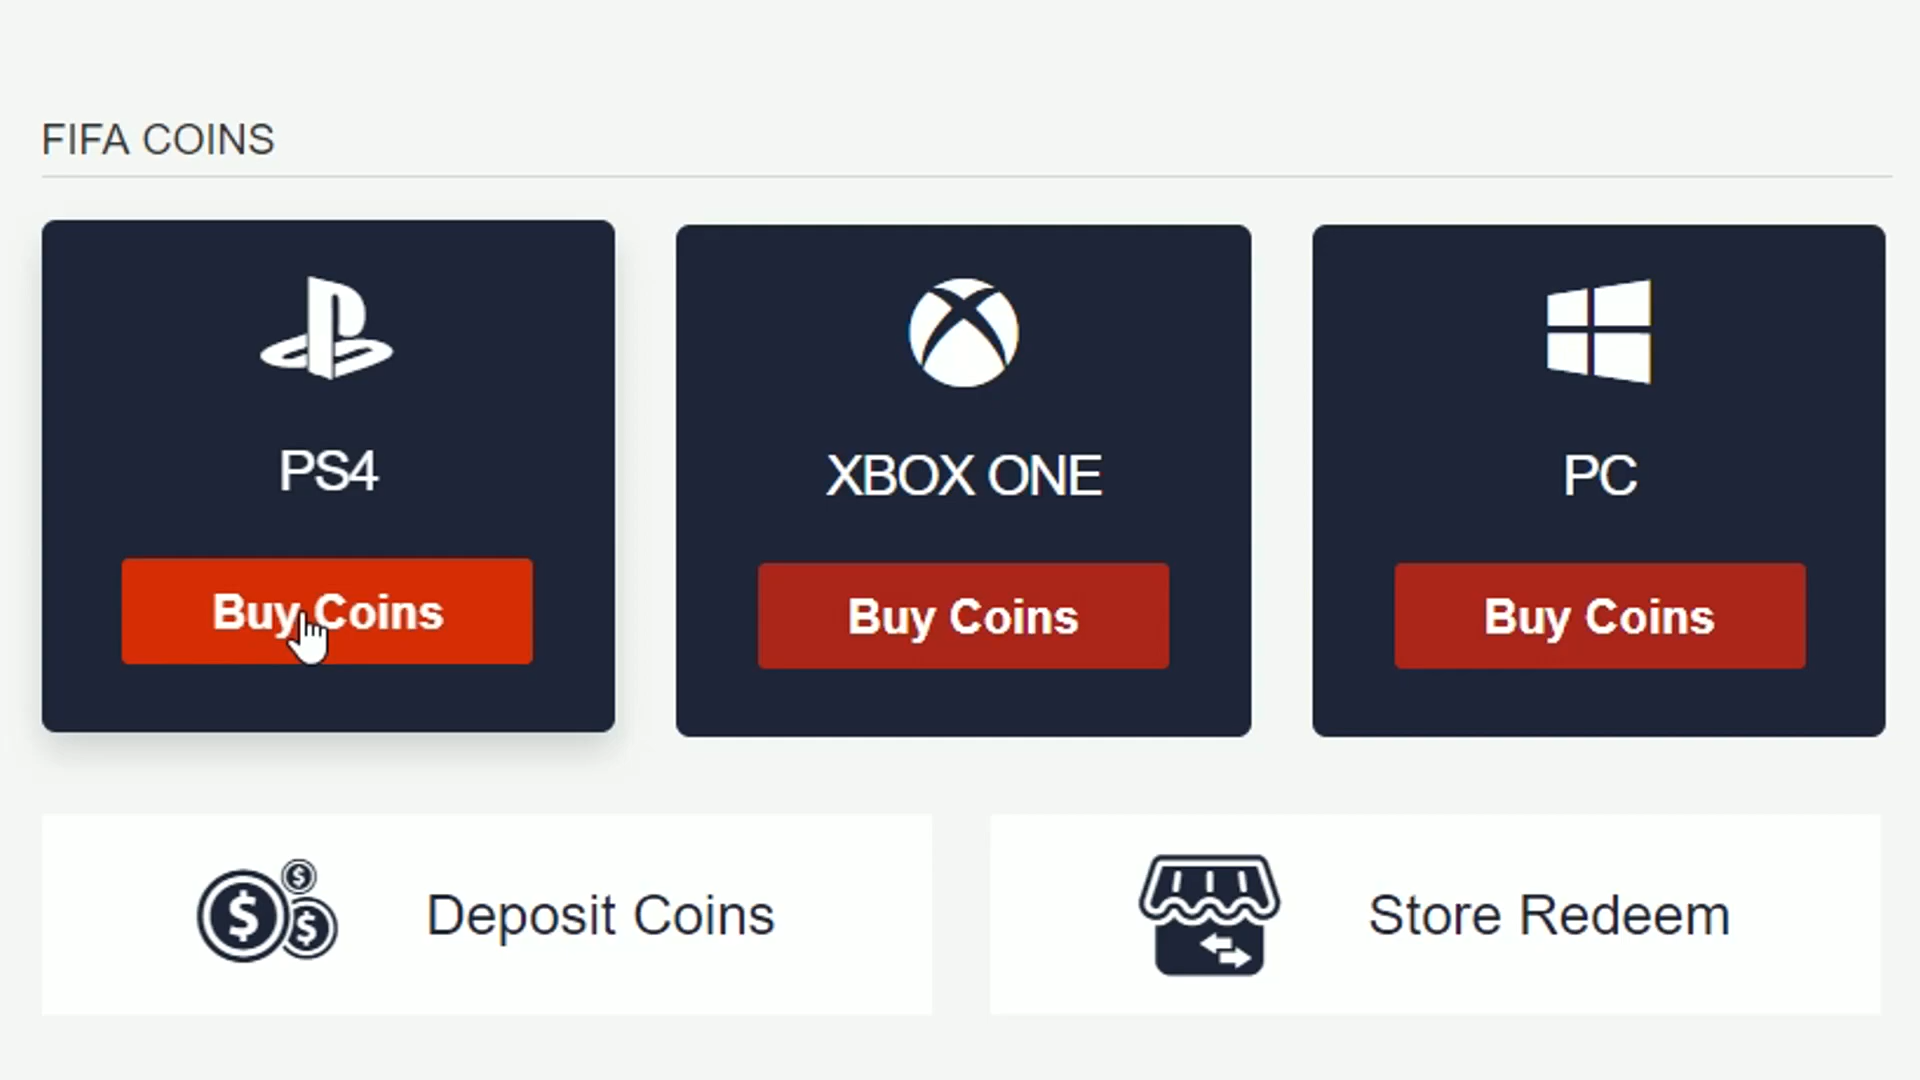 FIFA COINS
PS4
XBOX ONE
PC
Buy Coins
Buy Coins
Buy Coins
Deposit Coins
Store Redeem